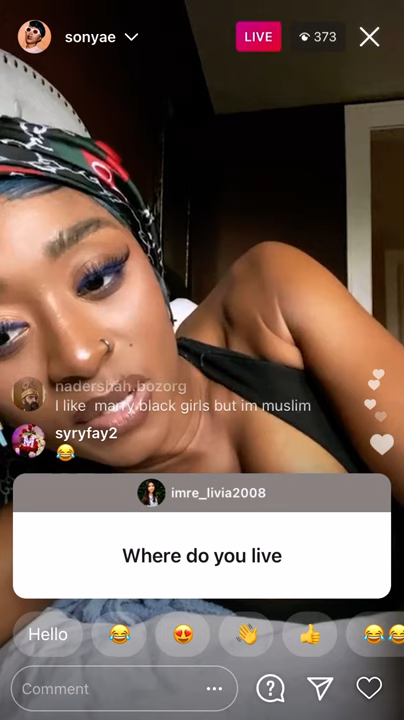 sonyae
LIVE
373
nadershah.bozorg
I like marry black girls but im muslim
syryfay2
😂
imre_livia2008
Where do you live
Hello 😂 😍 👋 👍 😂😂
Comment